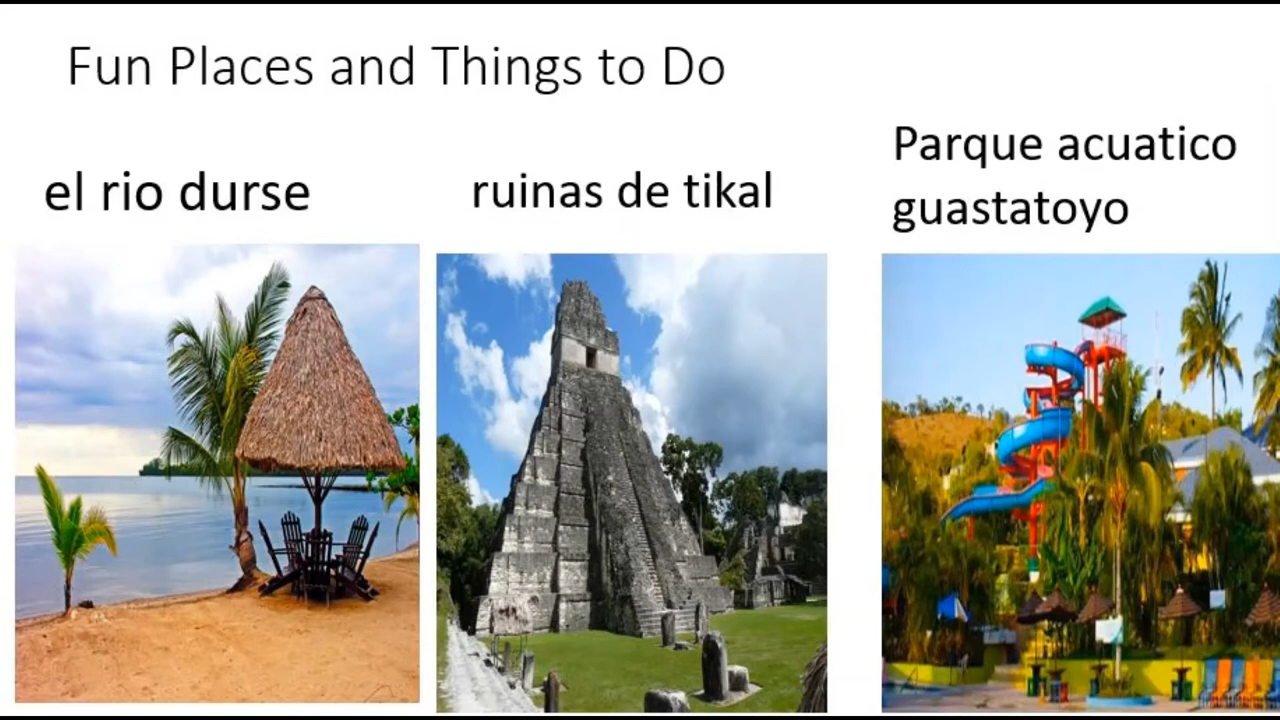 Fun Places and Things to Do
el rio durse
ruinas de tikal
Parque acuatico
guastatoyo